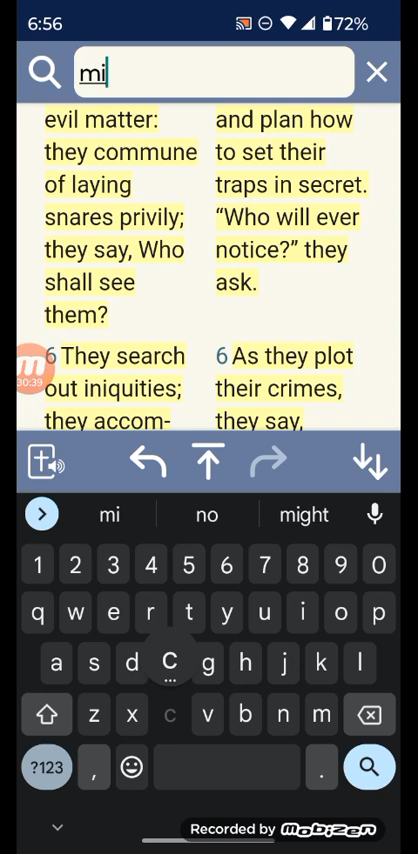 6:56
72%
mi
evil matter:
they commune
of laying
snares privily;
they say, Who
shall see
them?
6 They search
out iniquities;
they accom-
and plan how
to set their
traps in secret.
“Who will ever
notice?” they
ask.
6 As they plot
their crimes,
they say,
m
30:39
mi no might
1 2 3 4 5 6 7 8 9 0
q w e r t y u i o p
a s d c g h j k l
...
z x c v b n m
?123 , .
Recorded by mobizen